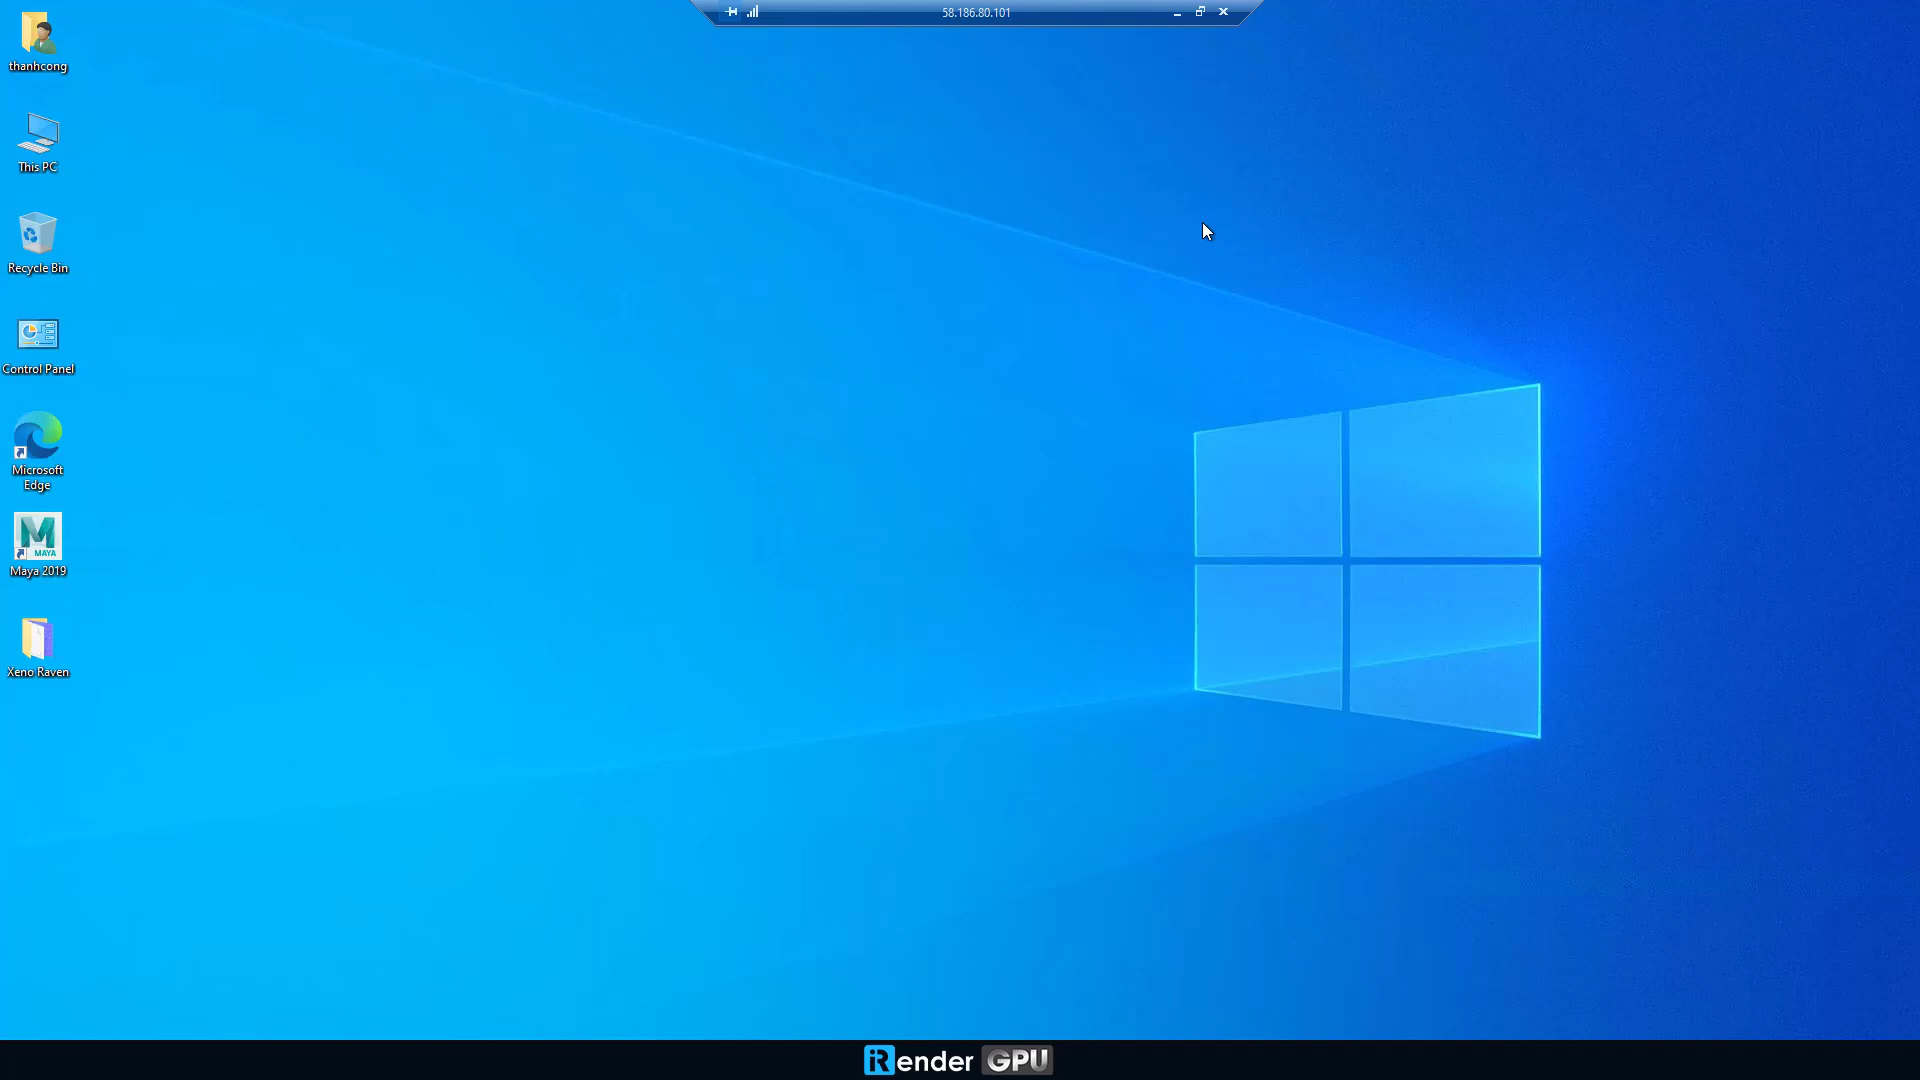 58.186.80.101
thanhcong
This PC
Recycle Bin
Control Panel
Microsoft
Edge
MAYA
Maya 2019
Xeno Raven
iRender GPU